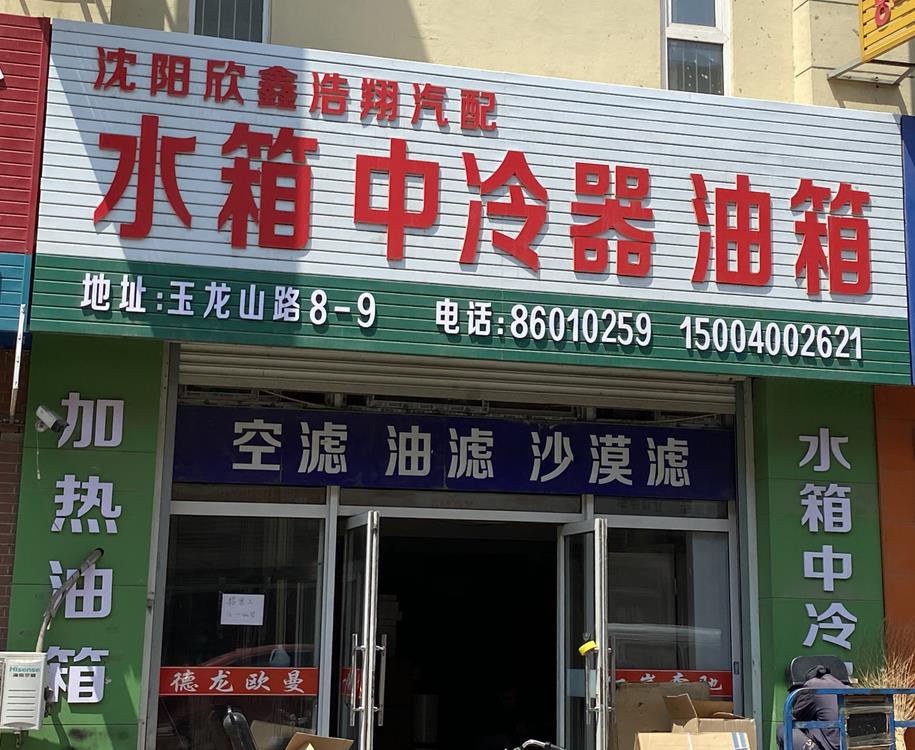 沈阳欣鑫浩翔汽配
水箱 中冷器 油箱
地址:玉龙山路8-9 电话:86010259 15004002621
空滤 油滤 沙漠滤
加热油箱
水箱中冷
德龙欧曼
Hisense